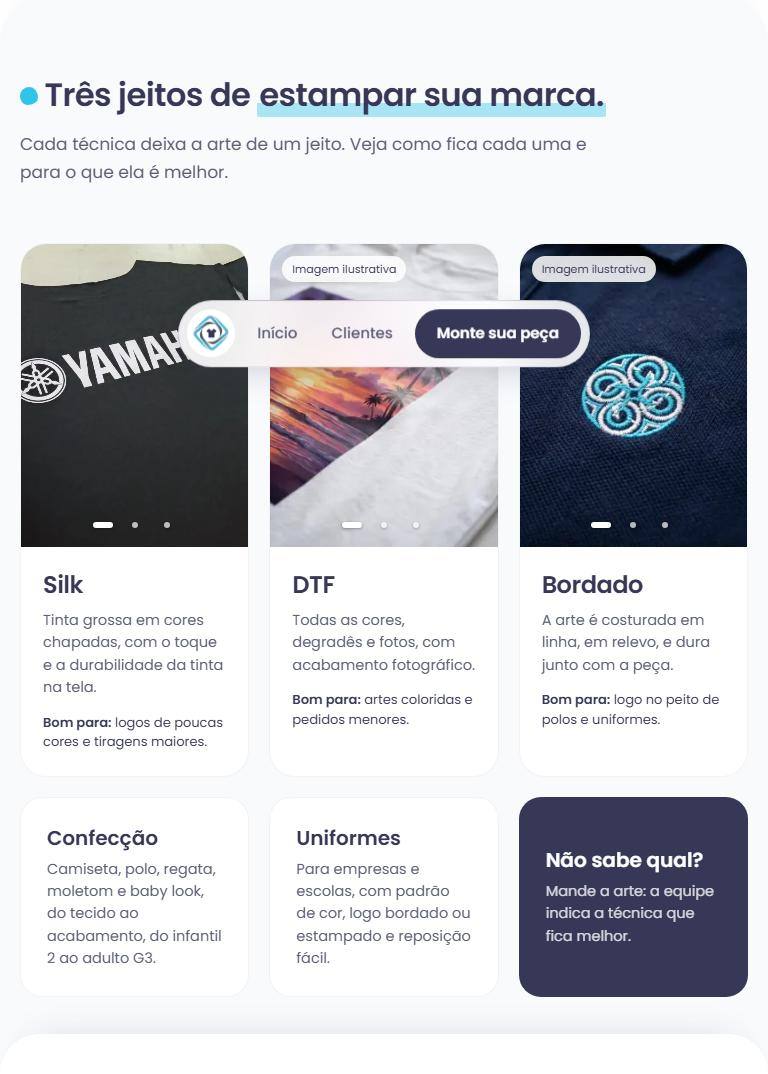 Três jeitos de estampar sua marca.
Cada técnica deixa a arte de um jeito. Veja como fica cada uma e
para o que ela é melhor.
Imagem ilustrativa
Imagem ilustrativa
Início
Clientes
Monte sua peça
Silk
Tinta grossa em cores
chapadas, com o toque
e a durabilidade da tinta
na tela.
Bom para: logos de poucas
cores e tiragens maiores.
DTF
Todas as cores,
degradês e fotos, com
acabamento fotográfico.
Bom para: artes coloridas e
pedidos menores.
Bordado
A arte é costurada em
linha, em relevo, e dura
junto com a peça.
Bom para: logo no peito de
polos e uniformes.
Confecção
Camiseta, polo, regata,
moletom e baby look,
do tecido ao
acabamento, do infantil
2 ao adulto G3.
Uniformes
Para empresas e
escolas, com padrão
de cor, logo bordado ou
estampado e reposição
fácil.
Não sabe qual?
Mande a arte: a equipe
indica a técnica que
fica melhor.